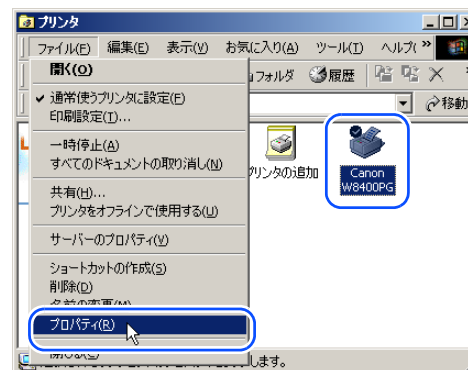 プリンタ
ファイル(F) 編集(E) 表示(V) お気に入り(A) ツール(T) ヘルプ( »
開く(O)
フォルダ 履歴
通常使うプリンタに設定(F)
印刷設定(T)...
移動
一時停止(A)
すべてのドキュメントの取り消し(N)
プリンタの追加
Canon
W8400PG
共有(H)...
プリンタをオフラインで使用する(U)
サーバーのプロパティ(V)
ショートカットの作成(S)
削除(D)
名前の変更(M)
プロパティ(R)
します。